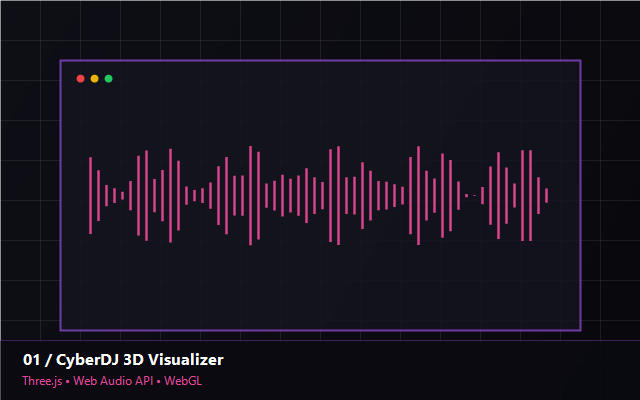 01 / CyberDJ 3D Visualizer
Three.js • Web Audio API • WebGL